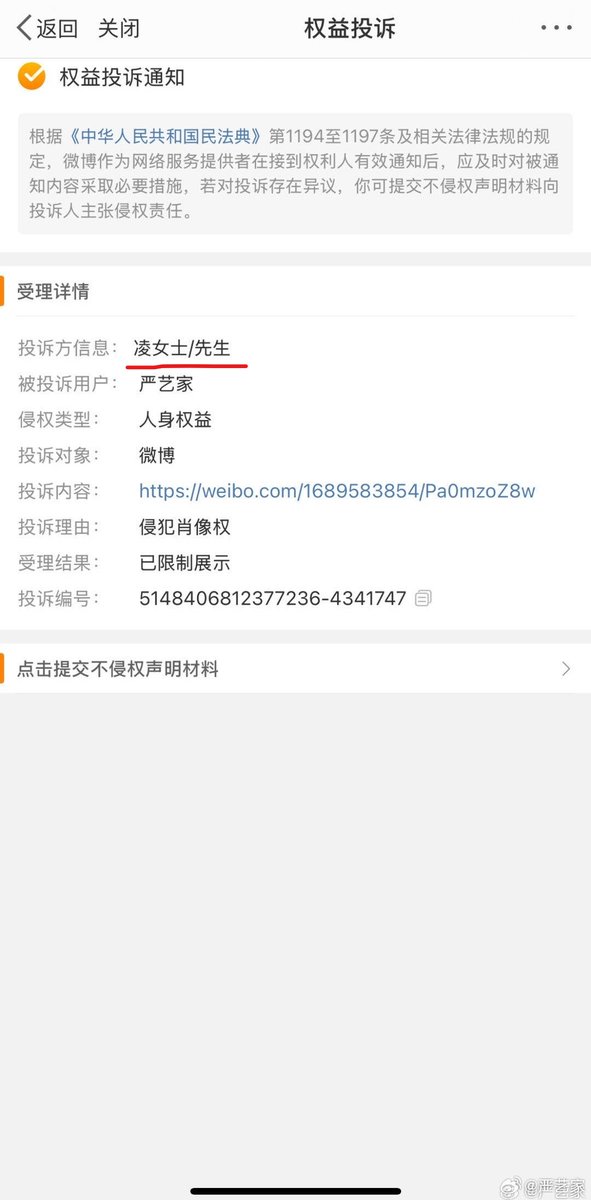 返回 关闭 权益投诉
权益投诉通知
根据《中华人民共和国民法典》第1194至1197条及相关法律法规的规
定，微博作为网络服务提供者在接到权利人有效通知后，应及时对被通
知内容采取必要措施，若对投诉存在异议，你可提交不侵权声明材料向
投诉人主张侵权责任。
受理详情
投诉方信息： 凌女士/先生
被投诉用户： 严艺家
侵权类型： 人身权益
投诉对象： 微博
投诉内容： https://weibo.com/1689583854/Pa0mzoZ8w
投诉理由： 侵犯肖像权
受理结果： 已限制展示
投诉编号： 5148406812377236-4341747
点击提交不侵权声明材料
@严艺家